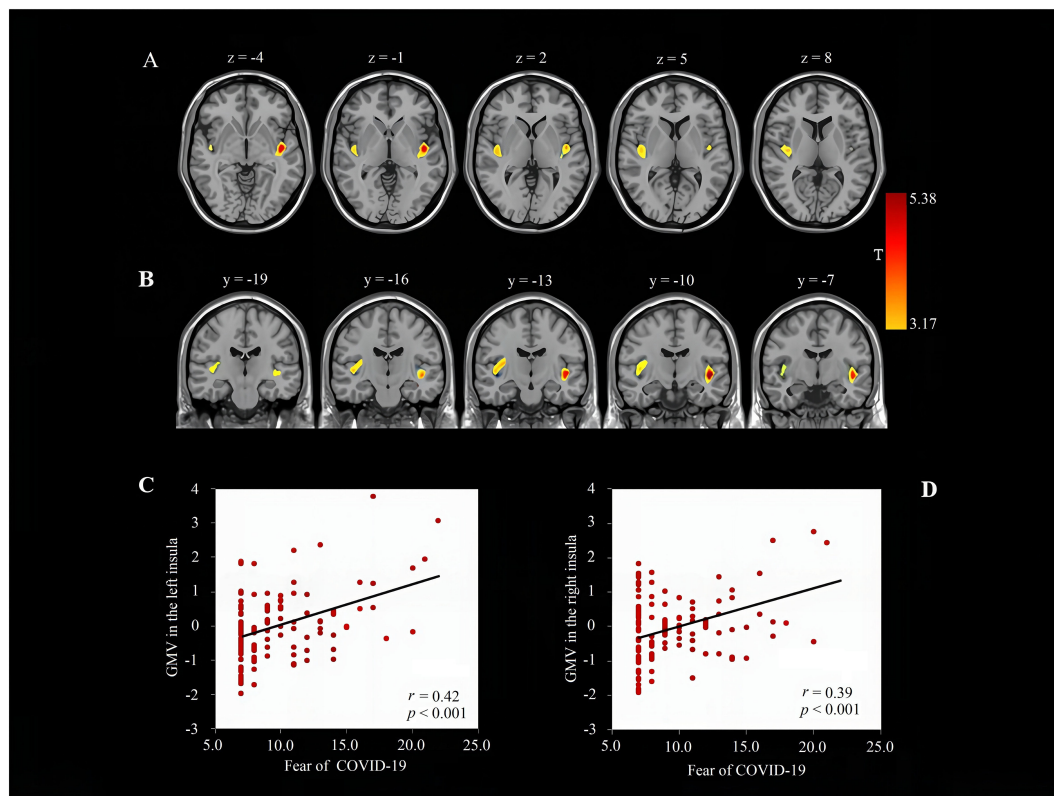 A
z = -4
z = -1
z = 2
z = 5
z = 8
5.38
T
3.17
B
y = -19
y = -16
y = -13
y = -10
y = -7
C
4
3
2
1
0
-1
-2
-3
GMV in the left insula
r = 0.42
p < 0.001
5.0
10.0
15.0
20.0
25.0
Fear of COVID-19
D
4
3
2
1
0
-1
-2
-3
GMV in the right insula
r = 0.39
p < 0.001
5.0
10.0
15.0
20.0
25.0
Fear of COVID-19